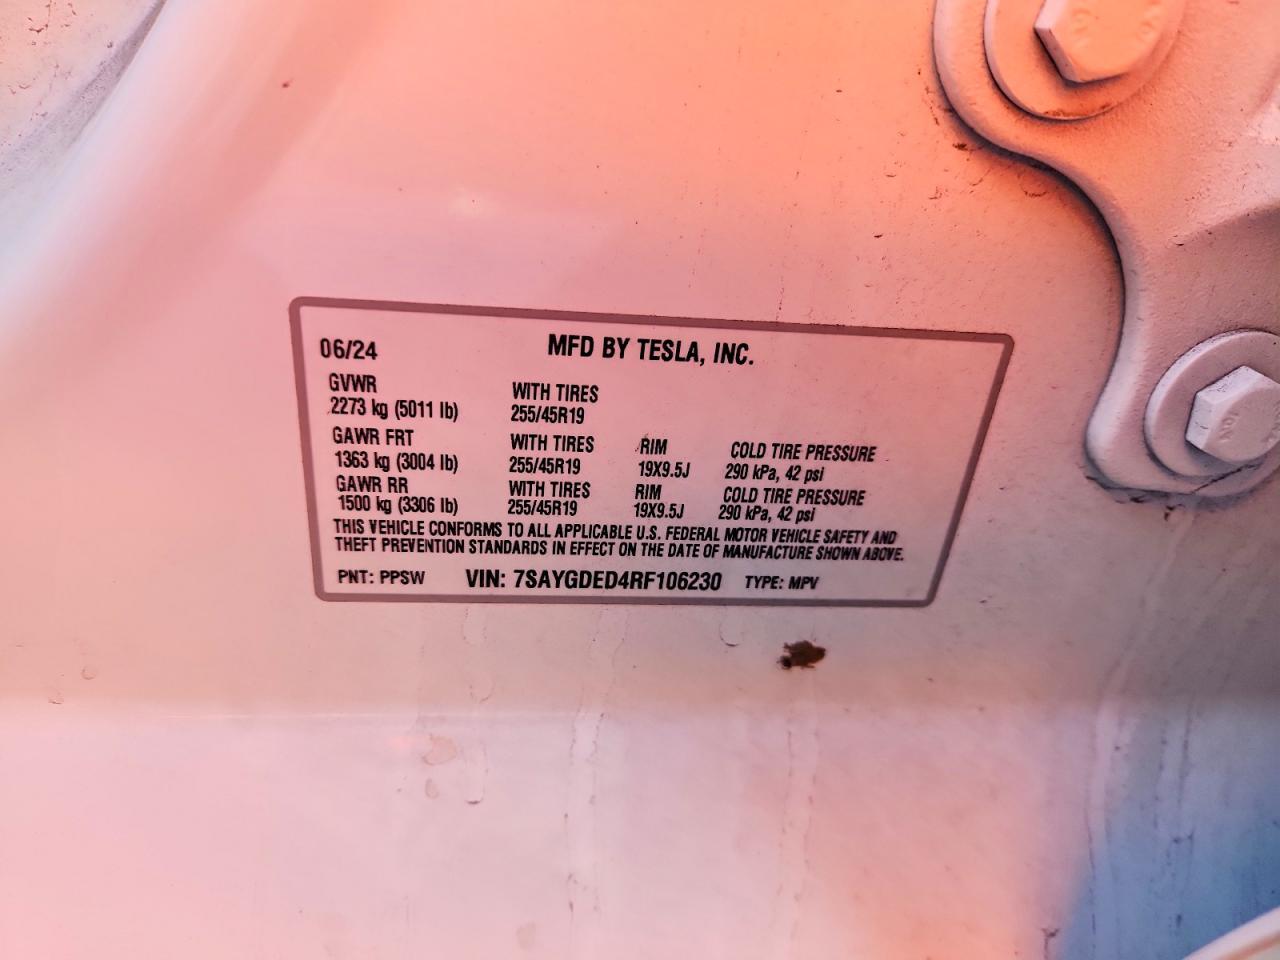 06/24 MFD BY TESLA, INC.
GVWR WITH TIRES
2273 kg (5011 lb) 255/45R19
GAWR FRT WITH TIRES RIM COLD TIRE PRESSURE
1363 kg (3004 lb) 255/45R19 19X9.5J 290 kPa, 42 psi
GAWR RR WITH TIRES RIM COLD TIRE PRESSURE
1500 kg (3306 lb) 255/45R19 19X9.5J 290 kPa, 42 psi
THIS VEHICLE CONFORMS TO ALL APPLICABLE U.S. FEDERAL MOTOR VEHICLE SAFETY AND
THEFT PREVENTION STANDARDS IN EFFECT ON THE DATE OF MANUFACTURE SHOWN ABOVE.
PNT: PPSW VIN: 7SAYGDED4RF106230 TYPE: MPV